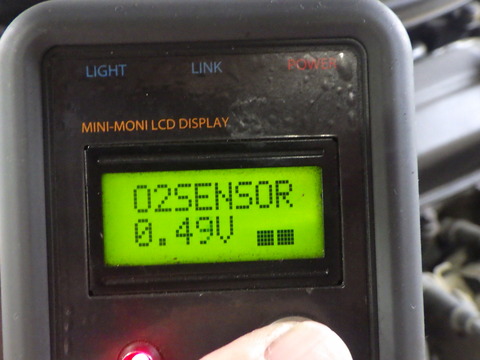 LIGHT LINK POWER
MINI-MONI LCD DISPLAY
O2SENSOR
0.49V